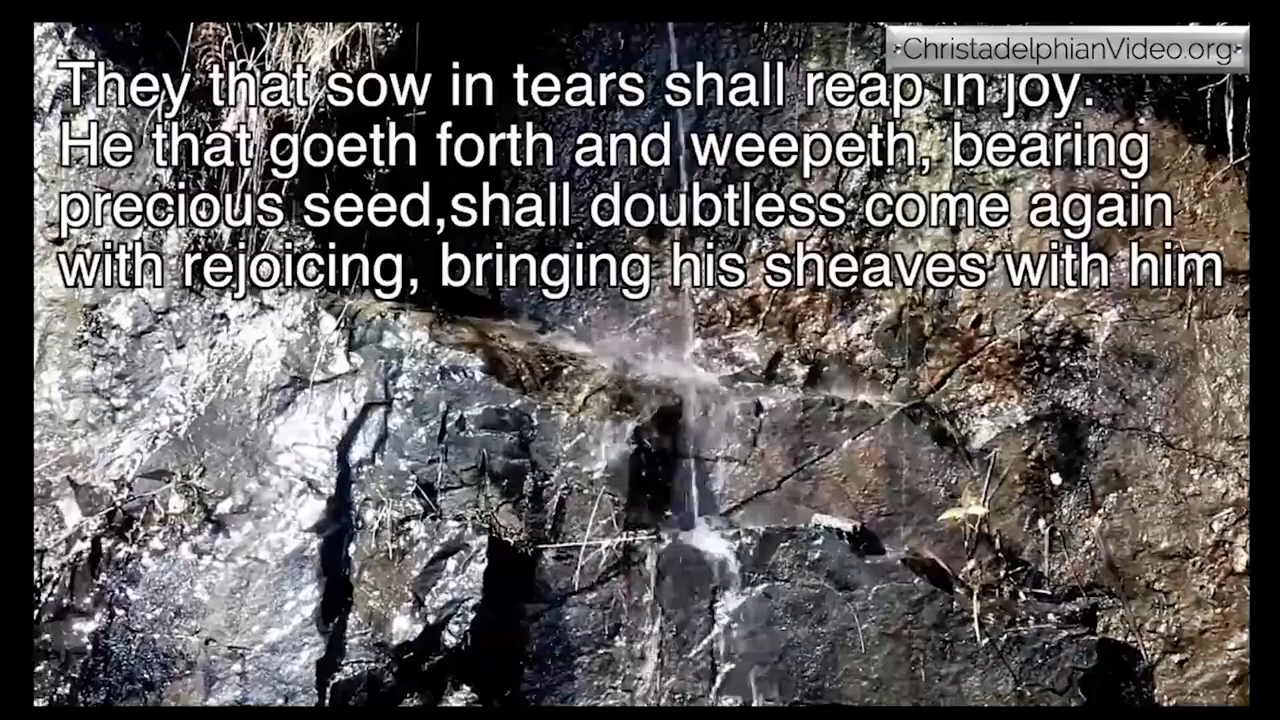 ChristadelphianVideo.org
They that sow in tears shall reap in joy.
He that goeth forth and weepeth, bearing
precious seed,shall doubtless come again
with rejoicing, bringing his sheaves with him